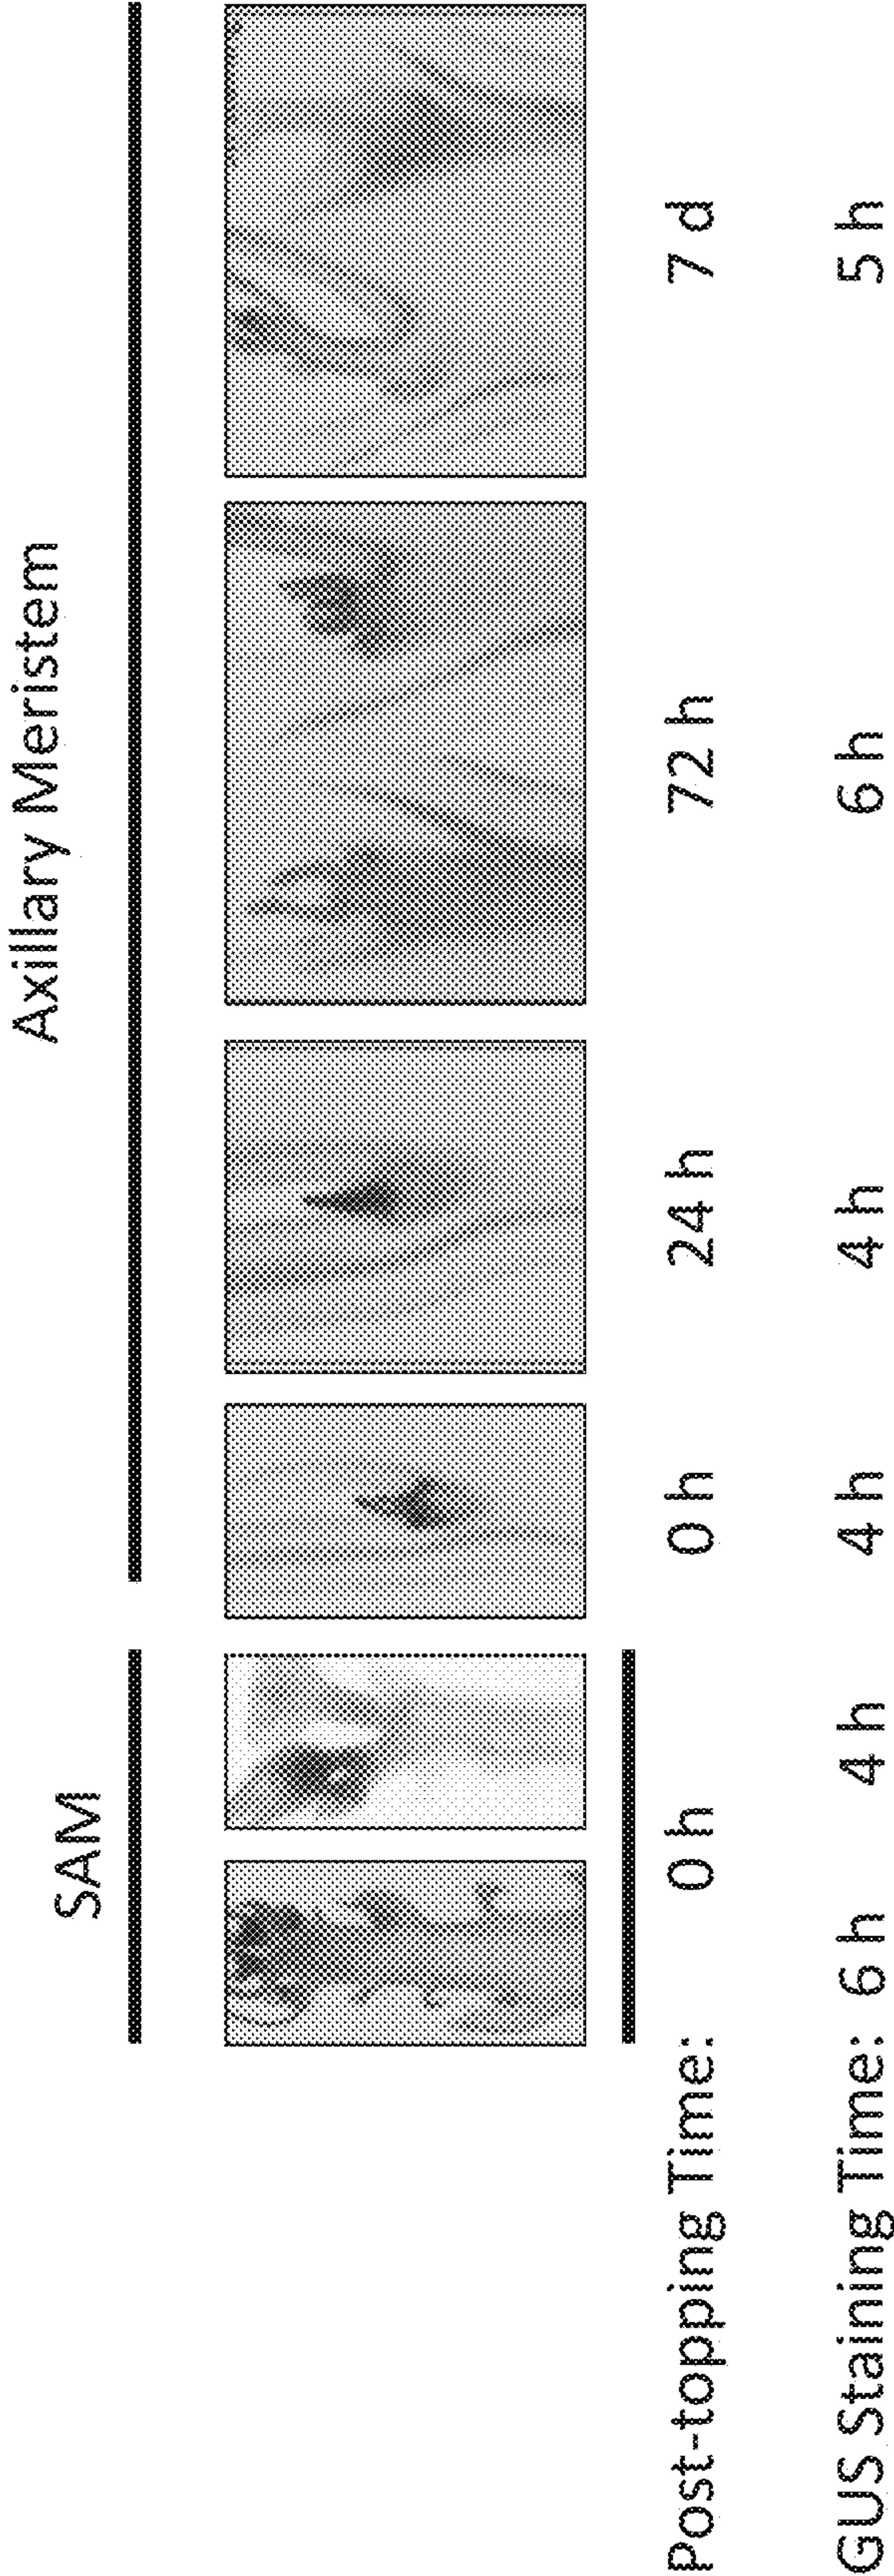 SAM Axillary Meristem
Post-topping Time: 0 h 0 h 24 h 72 h 7 d
GUS Staining Time: 6 h 4 h 4 h 4 h 6 h 5 h